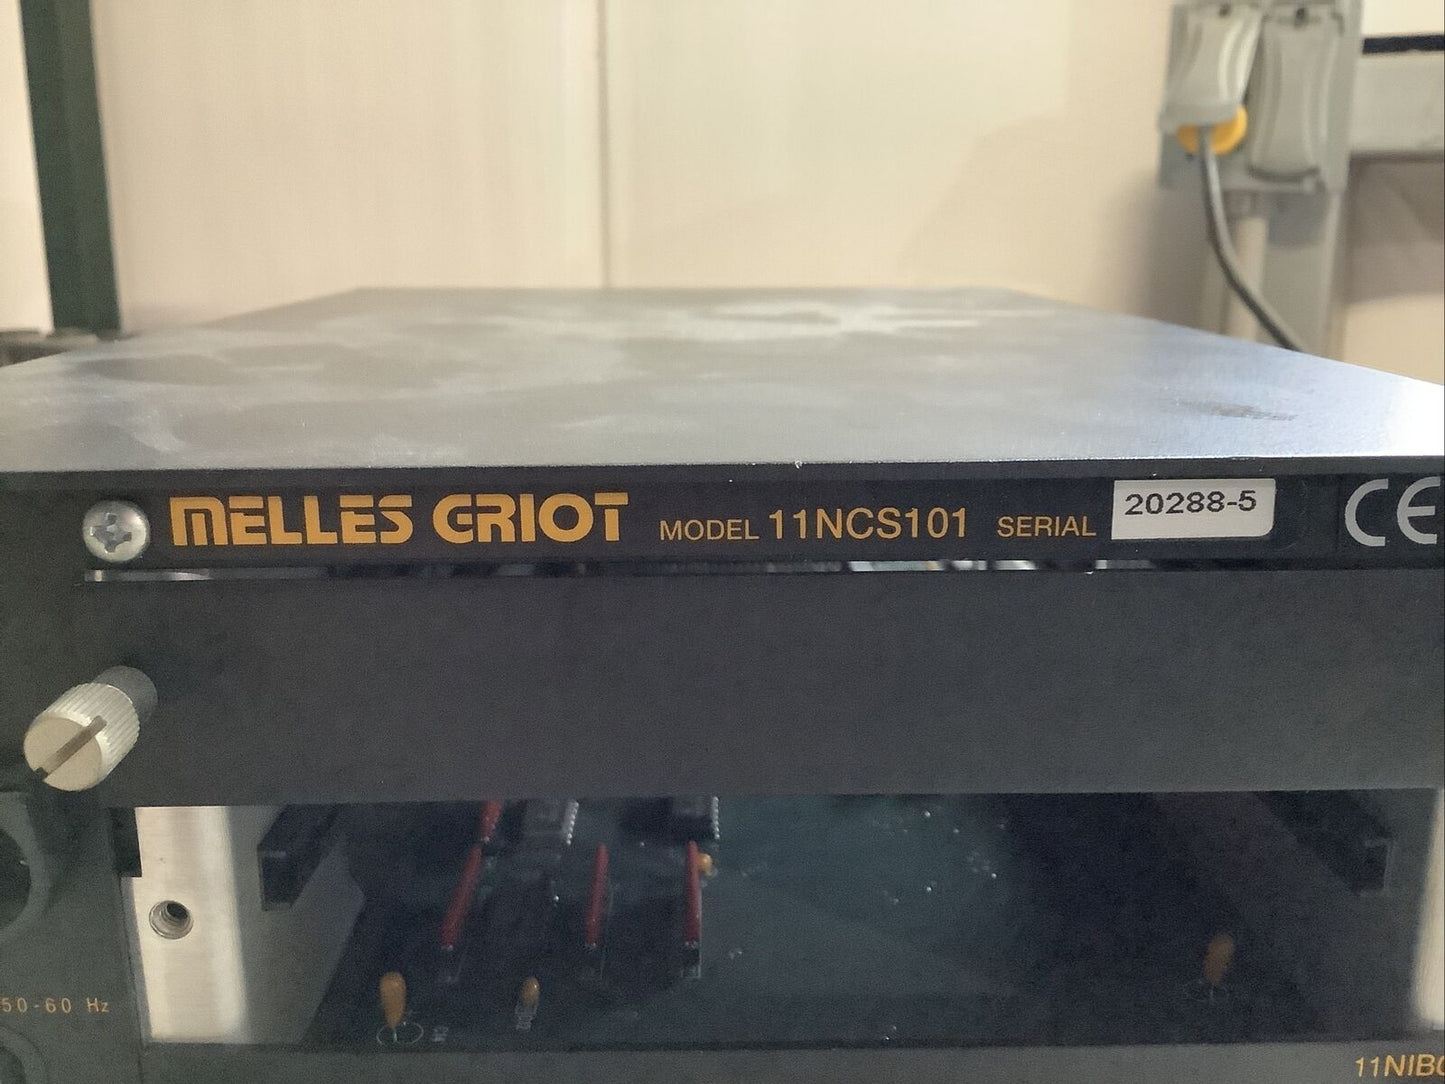 MELLES GRIOT MODEL 11NCS101 SERIAL 20288-5 CE
50-60 Hz